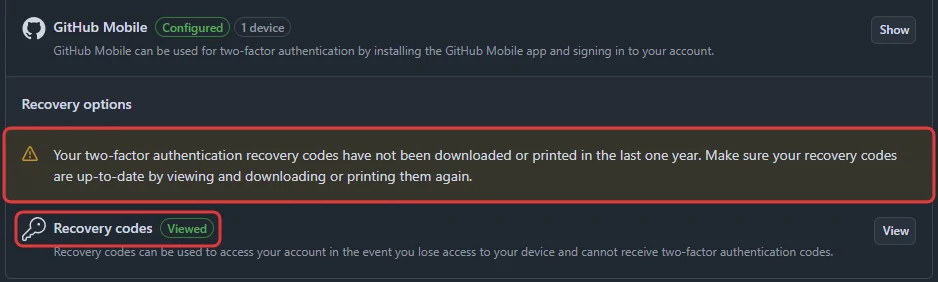 GitHub Mobile Configured 1 device
Show
GitHub Mobile can be used for two-factor authentication by installing the GitHub Mobile app and signing in to your account.
Recovery options
Your two-factor authentication recovery codes have not been downloaded or printed in the last one year. Make sure your recovery codes
are up-to-date by viewing and downloading or printing them again.
Recovery codes Viewed
View
Recovery codes can be used to access your account in the event you lose access to your device and cannot receive two-factor authentication codes.